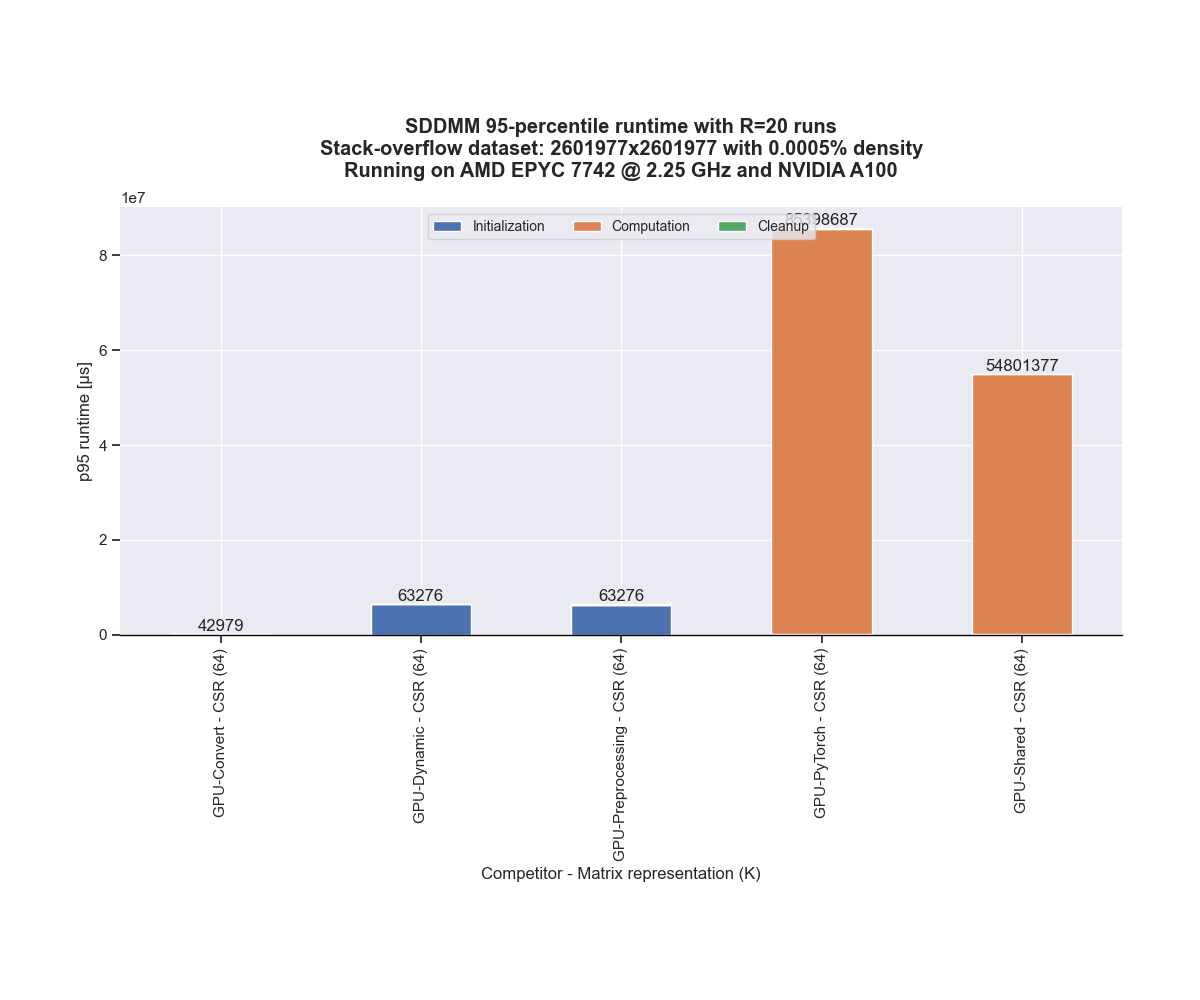 SDDMM 95-percentile runtime with R=20 runs
Stack-overflow dataset: 2601977x2601977 with 0.0005% density
Running on AMD EPYC 7742 @ 2.25 GHz and NVIDIA A100
1e7
Initialization
Computation
Cleanup
85398687
8
6
4
2
0
p95 runtime [μs]
54801377
63276
63276
42979
GPU-Convert - CSR (64)
GPU-Dynamic - CSR (64)
GPU-Preprocessing - CSR (64)
GPU-PyTorch - CSR (64)
GPU-Shared - CSR (64)
Competitor - Matrix representation (K)